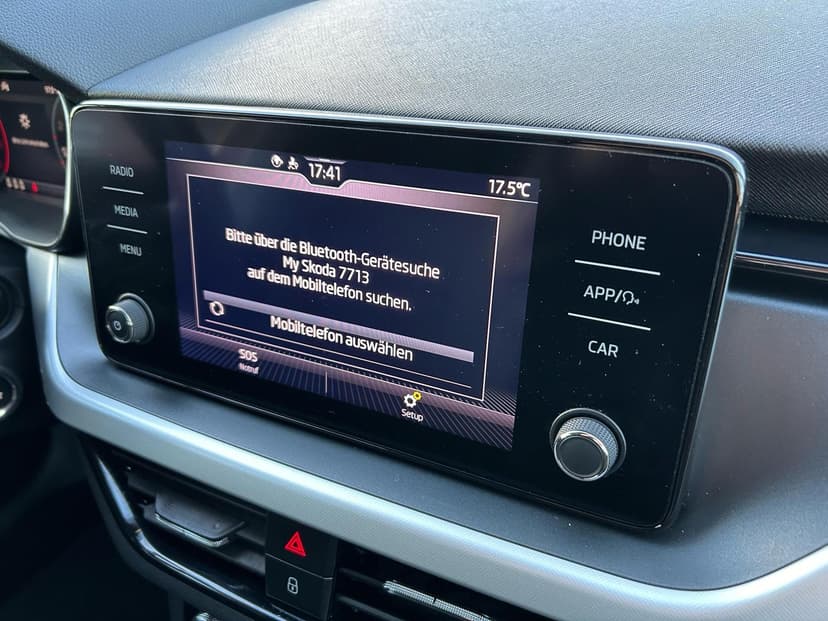 RADIO
MEDIA
MENU
17:41
17.5°C
Bitte über die Bluetooth-Gerätesuche
My Skoda 7713
auf dem Mobiltelefon suchen.
Mobiltelefon auswählen
SOS
Notruf
Setup
PHONE
APP/
CAR